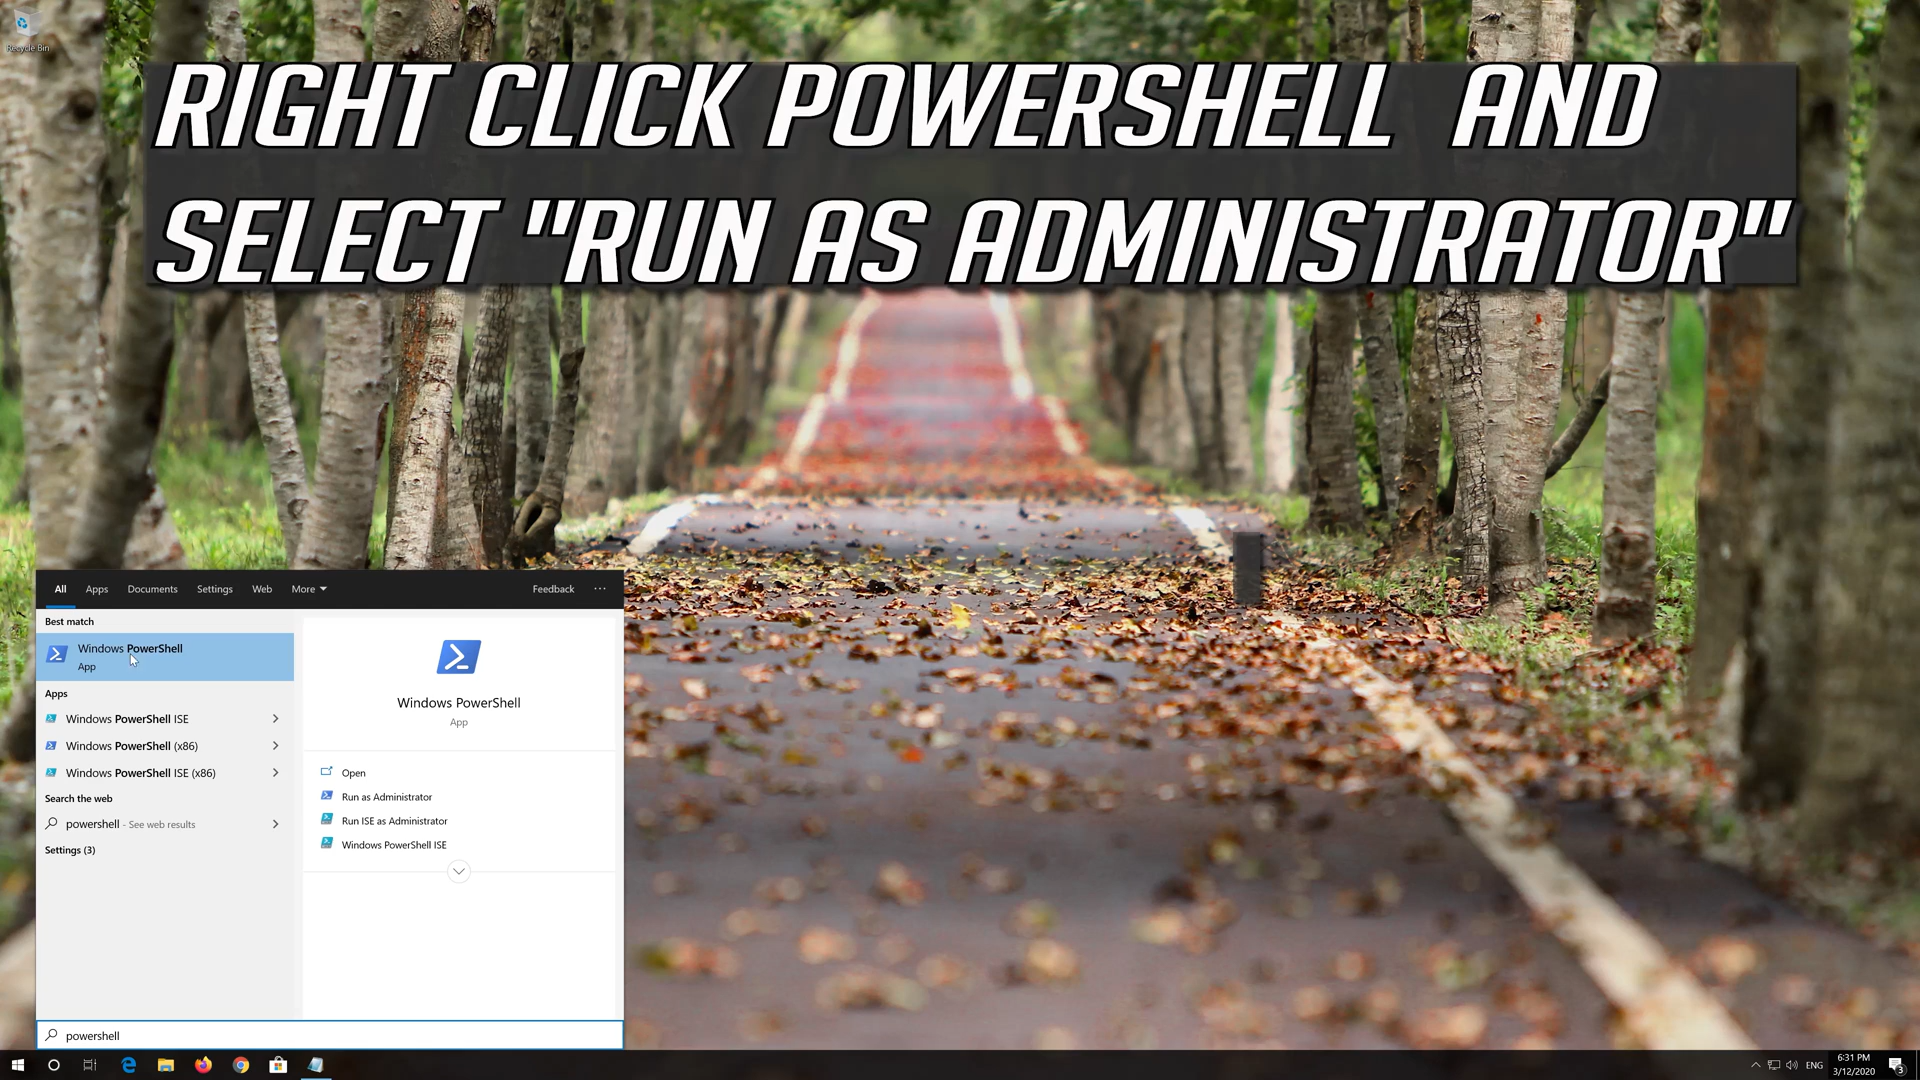 Recycle Bin
RIGHT CLICK POWERSHELL AND
SELECT "RUN AS ADMINISTRATOR"
All Apps Documents Settings Web More Feedback ...
Best match
Windows PowerShell
App
Apps
Windows PowerShell ISE
Windows PowerShell (x86)
Windows PowerShell ISE (x86)
Search the web
powershell - See web results
Settings (3)
Windows PowerShell
App
Open
Run as Administrator
Run ISE as Administrator
Windows PowerShell ISE
powershell
ENG
6:31 PM
3/12/2020
3